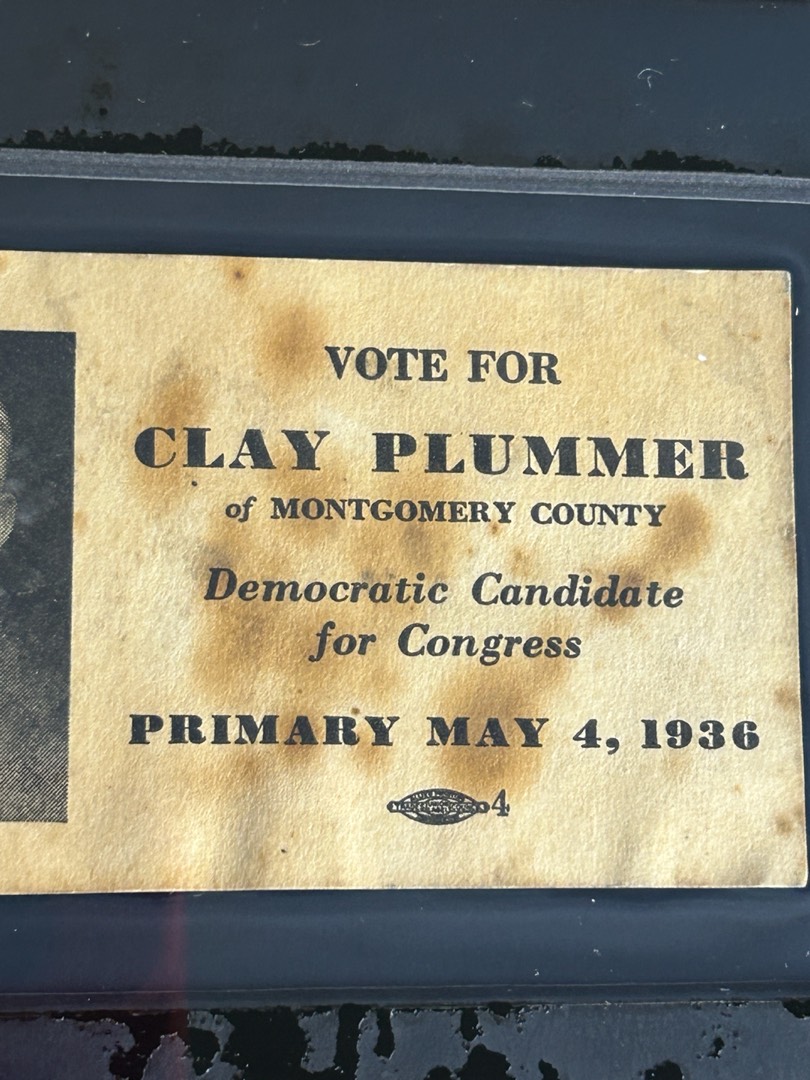 VOTE FOR
CLAY PLUMMER
of MONTGOMERY COUNTY
Democratic Candidate
for Congress
PRIMARY MAY 4, 1936
4